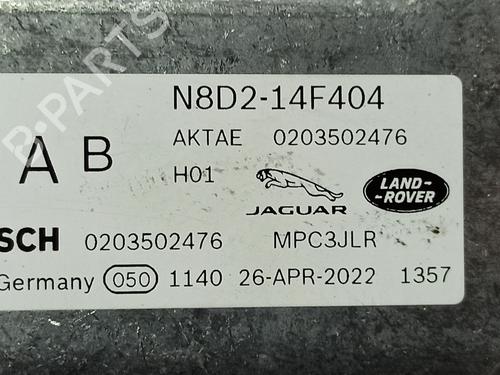 B-PARTS
N8D2-14F404
AKTAE 0203502476
A B
H01
JAGUAR
LAND-
-ROVER
SCH 0203502476 MPC3JLR
Germany 050 1140 26-APR-2022 1357